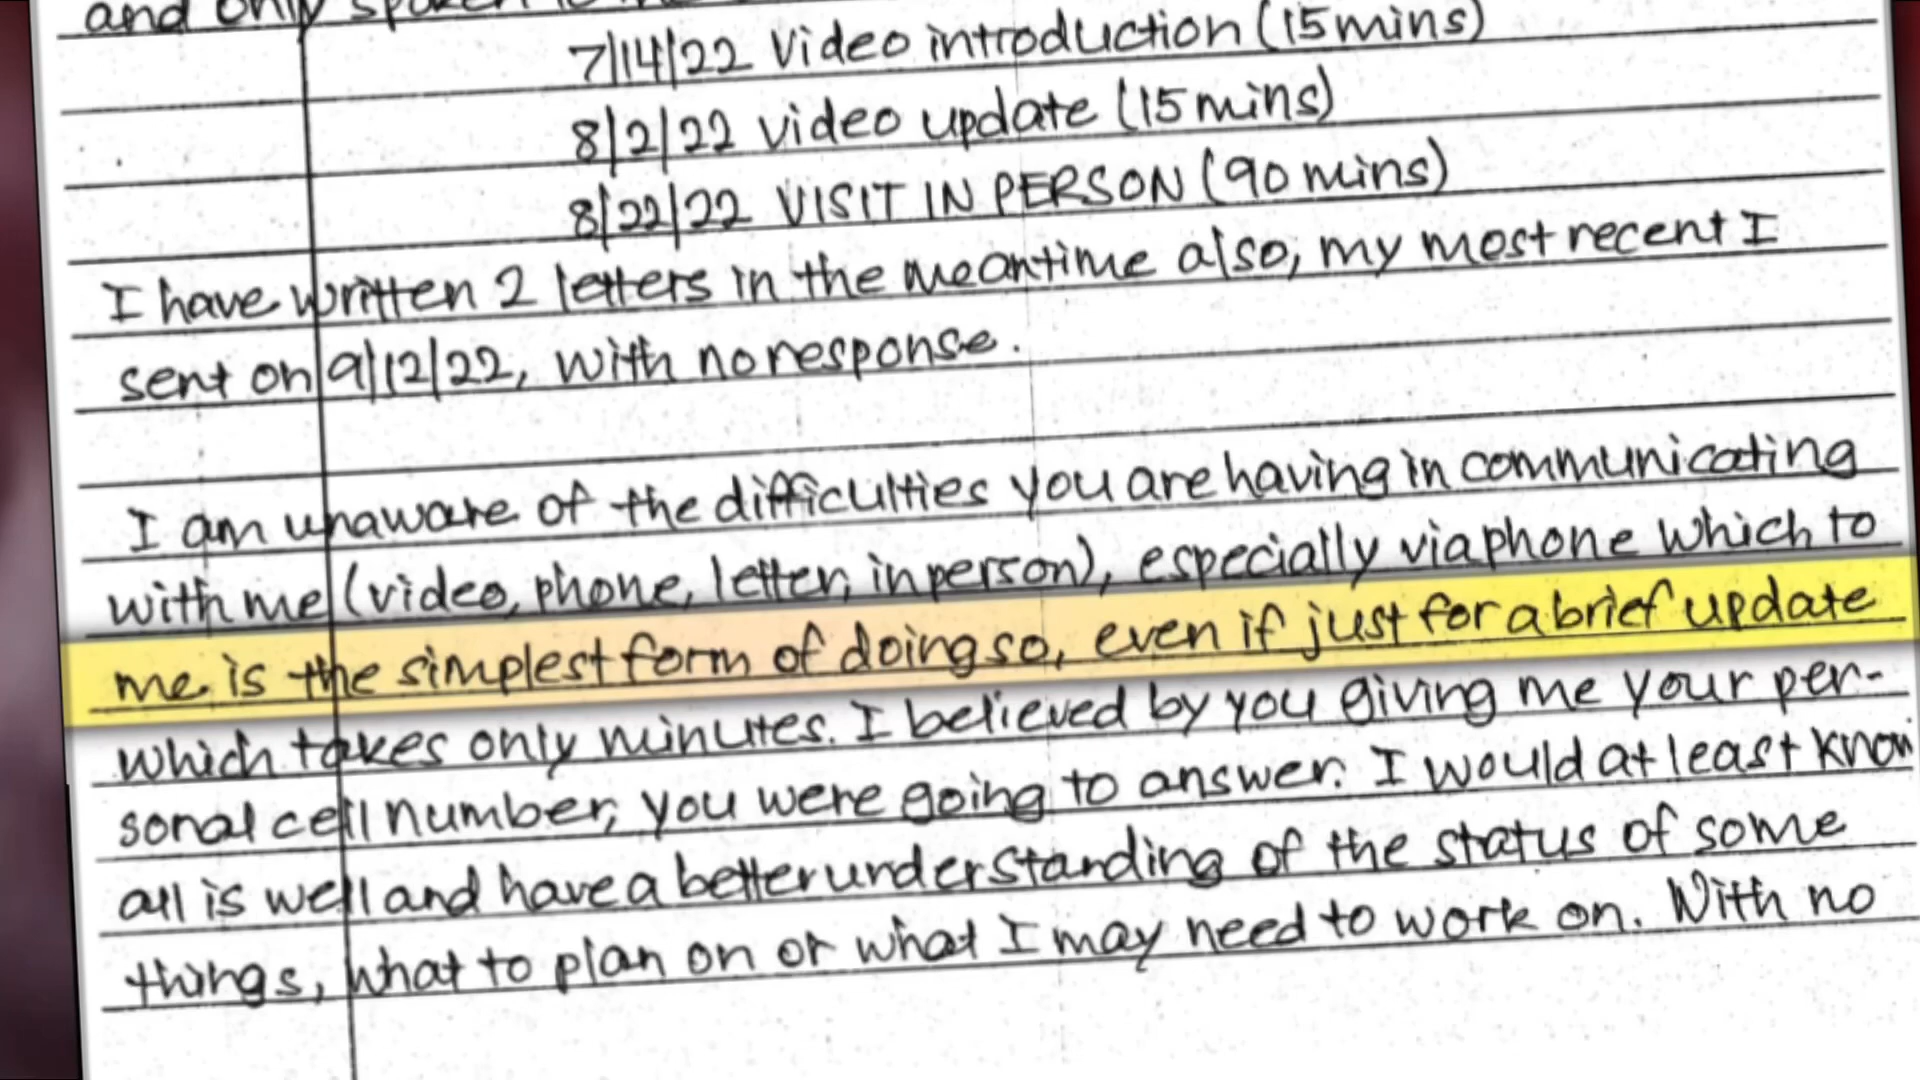 and only spoken to me
7/14/22 Video introduction (15 mins)
8/2/22 video update (15 mins)
8/22/22 VISIT IN PERSON (90 mins)
I have written 2 letters in the meantime also, my most recent I
sent on 9/12/22, with no response.
I am unaware of the difficulties you are having in communicating
with me (video, phone, letter, in person), especially via phone which to
me is the simplest form of doing so, even if just for a brief update
which takes only minutes. I believed by you giving me your per-
sonal cell number, you were going to answer. I would at least know
all is well and have a better understanding of the status of some
things, what to plan on or what I may need to work on. With no